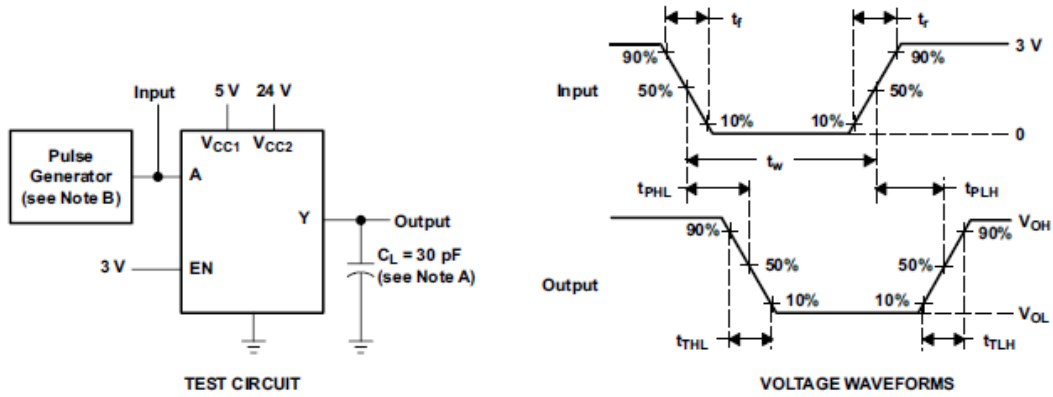 Input
5 V
24 V
VCC1
VCC2
Pulse
Generator
(see Note B)
A
Y
Output
CL = 30 pF
(see Note A)
3 V
EN
TEST CIRCUIT
tf
tr
3 V
90%
90%
Input
50%
50%
10%
10%
0
tw
tPHL
tPLH
VOH
90%
90%
50%
50%
Output
10%
10%
VOL
tTHL
tTLH
VOLTAGE WAVEFORMS